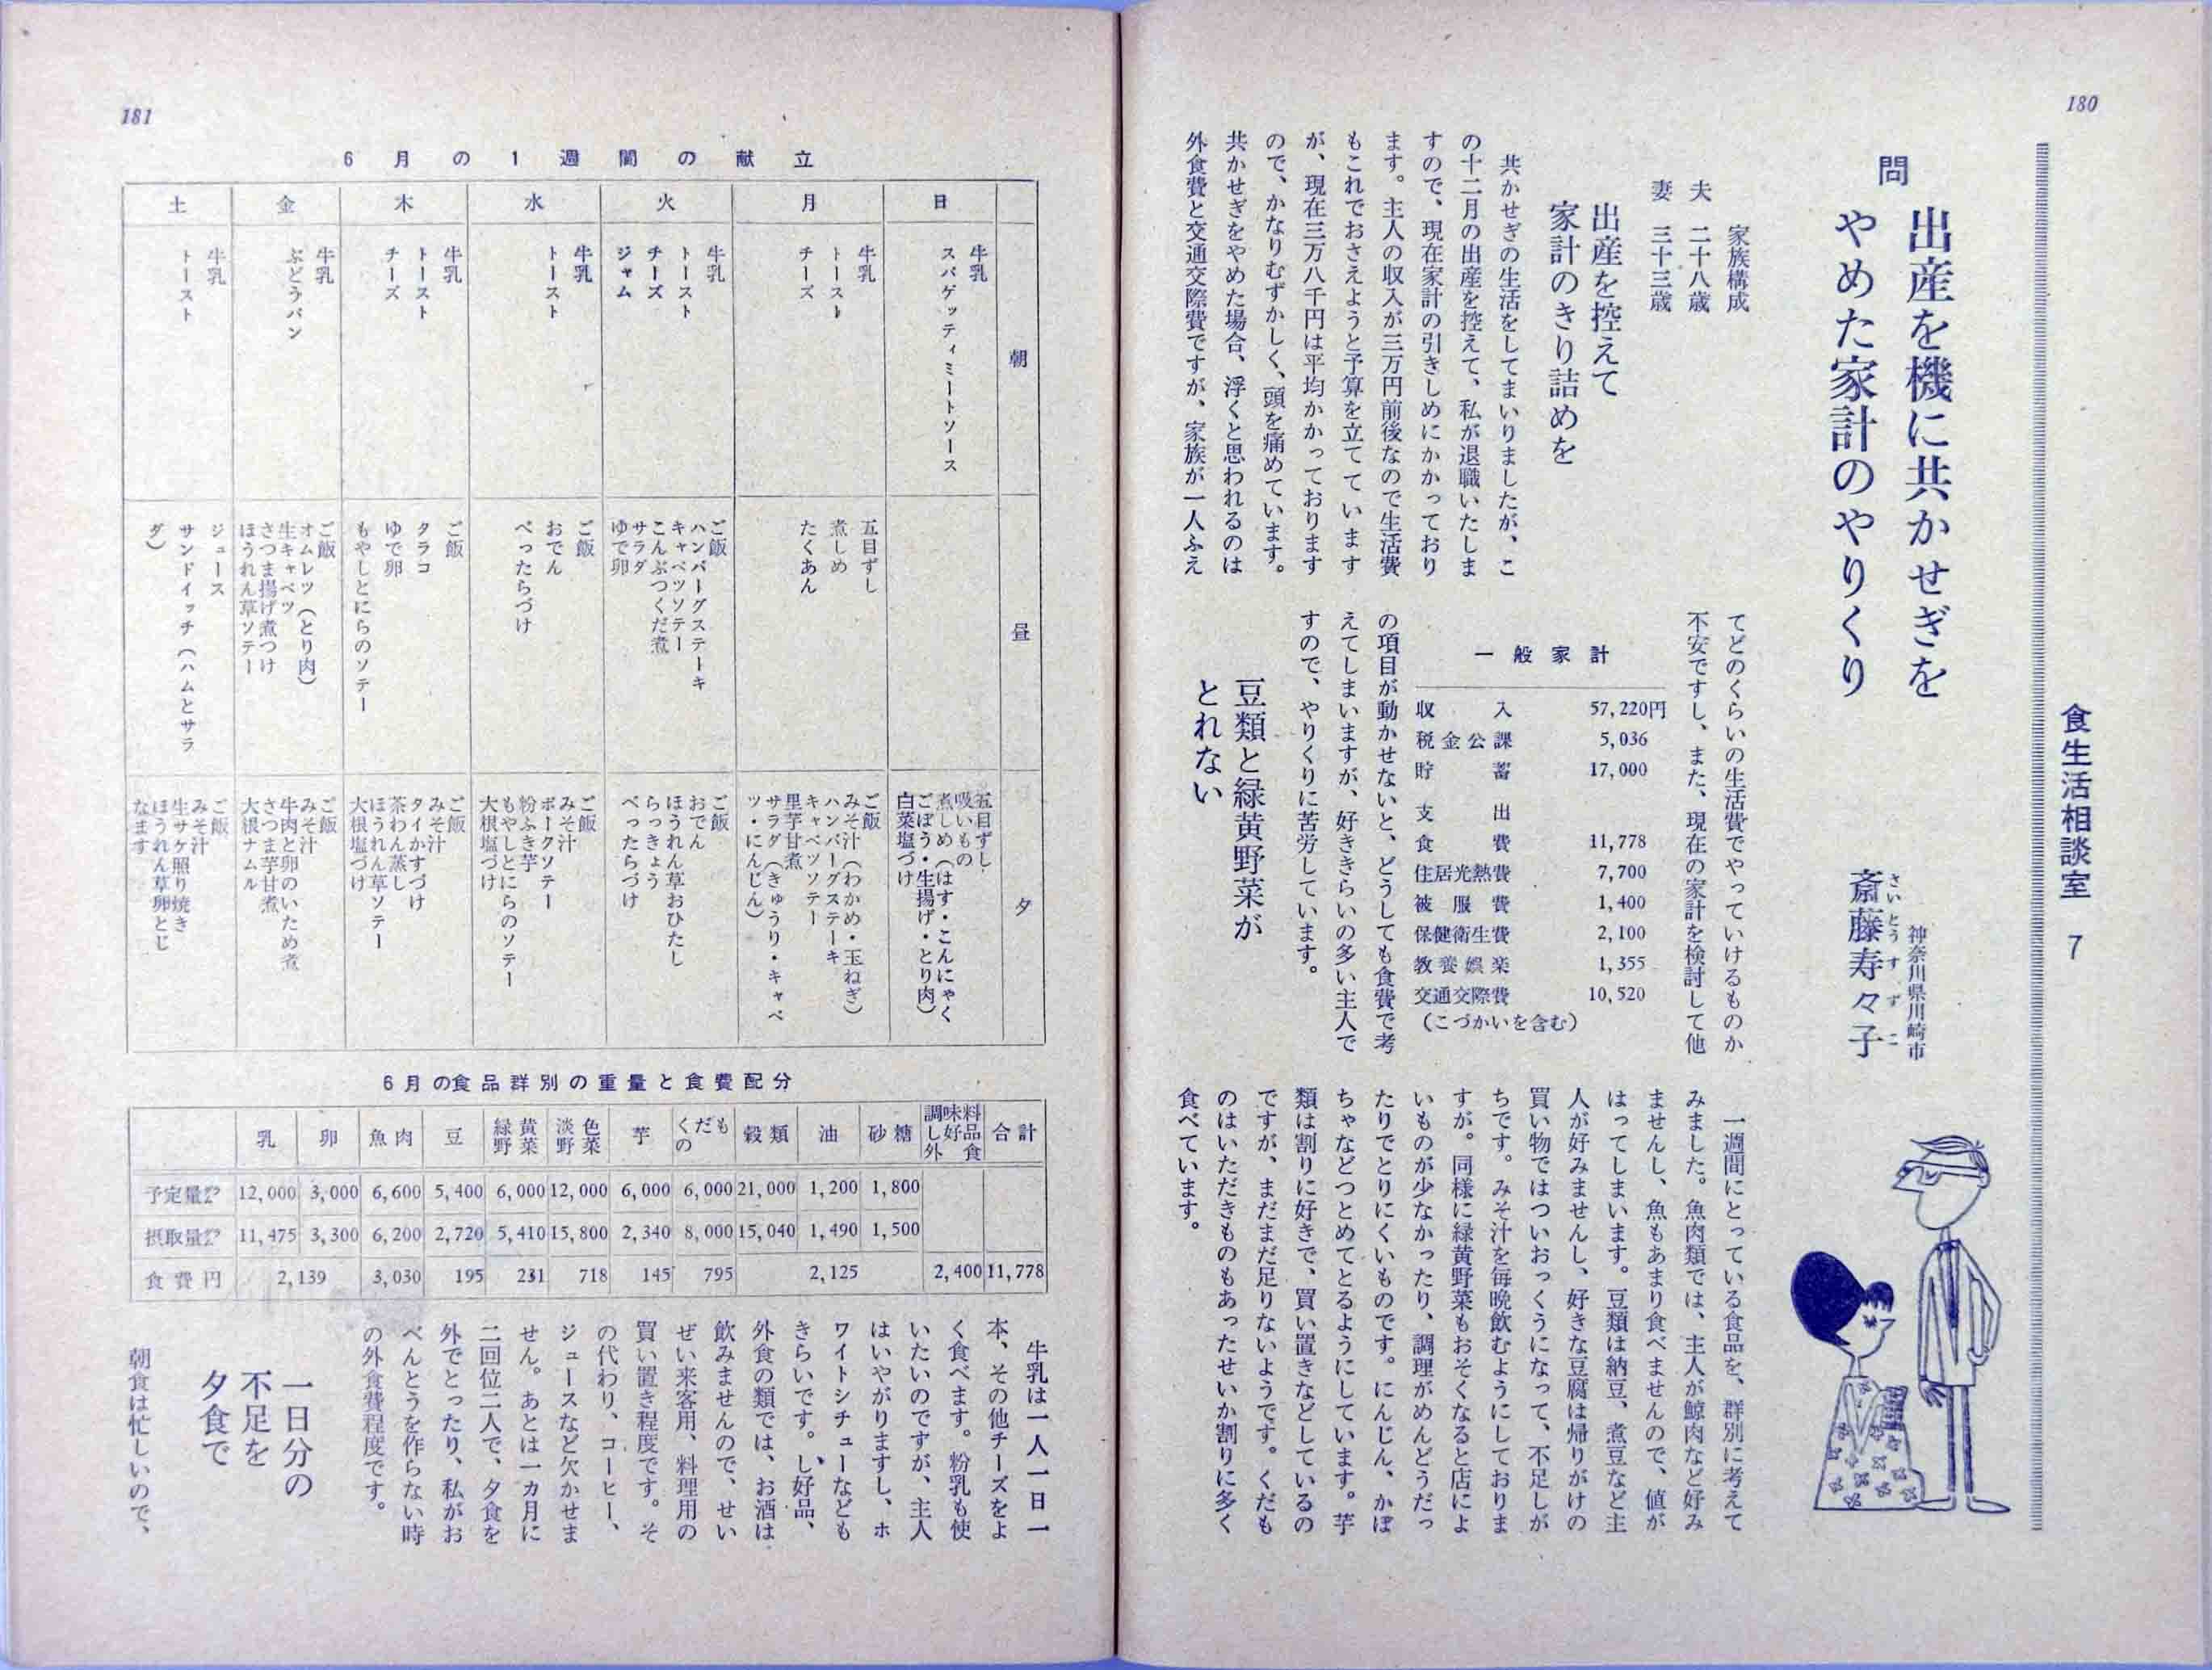 180
食生活相談室 7
問
出産を機に共かせぎを
やめた家計のやりくり
神奈川県川崎市
斎藤寿々子
さいとうすずこ
家族構成
夫 二十八歳
妻 三十三歳
出産を控えて
家計のきり詰めを
共かせぎの生活をしてまいりましたが、こ
の十二月の出産を控えて、私が退職いたしま
すので、現在家計の引きしめにかかっており
ます。主人の収入が三万円前後なので生活費
もこれでおさえようと予算を立てています
が、現在三万八千円は平均かかっております
ので、かなりむずかしく、頭を痛めています。
共かせぎをやめた場合、浮くと思われるのは
外食費と交通交際費ですが、家族が一人ふえ
てどのくらいの生活費でやっていけるものか
不安ですし、また、現在の家計を検討して他
一般家計
収入 57,220円
税金公課 5,036
貯蓄 17,000
支出
食費 11,778
住居光熱費 7,700
被服費 1,400
保健衛生費 2,100
教養娯楽 1,355
交通交際費 10,520
(こづかいを含む)
の項目が動かせないと、どうしても食費で考
えてしまいますが、好ききらいの多い主人で
すので、やりくりに苦労しています。
豆類と緑黄野菜が
とれない
一週間にとっている食品を、群別に考えて
みました。魚肉類では、主人が鯨肉など好み
ませんし、魚もあまり食べませんので、値が
はってしまいます。豆類は納豆、煮豆など主
人が好みませんし、好きな豆腐は帰りがけの
買い物ではついおっくうになって、不足しが
ちです。みそ汁を毎晩飲むようにしておりま
すが。同様に緑黄野菜もおそくなると店によ
いものが少なかったり、調理がめんどうだっ
たりでとりにくいものです。にんじん、かぼ
ちゃなどつとめてとるようにしています。芋
類は割りに好きで、買い置きなどしているの
ですが、まだまだ足りないようです。くだも
のはいただきものもあったせいか割りに多く
食べています。
181
6月の1週間の献立
朝 昼 夕
日
牛乳
スパゲッティミートソース
五目ずし
吸いもの
煮しめ(はす・こんにゃく
ごぼう・生揚げ・とり肉)
白菜塩づけ
月
牛乳
トースト
チーズ
五目ずし
煮しめ
たくあん
ご飯
みそ汁(わかめ・玉ねぎ)
ハンバーグステーキ
キャベツソテー
里芋甘煮
サラダ(きゅうり・キャベ
ツ・にんじん)
火
牛乳
トースト
チーズ
ジャム
ご飯
ハンバーグステーキ
キャベツソテー
こんぶつくだ煮
サラダ
ゆで卵
ご飯
おでん
ほうれん草おひたし
らっきょう
べったらづけ
水
牛乳
トースト
ご飯
おでん
べったらづけ
ご飯
みそ汁
ポークソテー
粉ふき芋
もやしとにらのソテー
大根塩づけ
木
牛乳
トースト
チーズ
ご飯
タラコ
ゆで卵
もやしとにらのソテー
ご飯
みそ汁
タイかすづけ
茶わん蒸し
ほうれん草ソテー
大根塩づけ
金
牛乳
ぶどうパン
ご飯
オムレツ(とり肉)
生キャベツ
さつま揚げ煮つけ
ほうれん草ソテー
ご飯
みそ汁
牛肉と卵のいため煮
さつま芋甘煮
大根ナムル
土
牛乳
トースト
ジュース
サンドイッチ(ハムとサラ
ダ)
ご飯
みそ汁
生サケ照り焼き
ほうれん草卵とじ
なます
6月の食品群別の重量と食費配分
乳 卵 魚肉 豆 緑黄野菜 淡色野菜 芋 くだもの 穀類 油 砂糖 調味料し好品外食 合計
予定量㌘ 12,000 3,000 6,600 5,400 6,000 12,000 6,000 6,000 21,000 1,200 1,800
摂取量㌘ 11,475 3,300 6,200 2,720 5,410 15,800 2,340 8,000 15,040 1,490 1,500
食費円 2,139 3,030 195 231 718 145 795 2,125 2,400 11,778
牛乳は一人一日一
本、その他チーズをよ
く食べます。粉乳も使
いたいのですが、主人
はいやがりますし、ホ
ワイトシチューなども
きらいです。し好品、
外食の類では、お酒は
飲みませんので、せい
ぜい来客用、料理用の
買い置き程度です。そ
の代わり、コーヒー、
ジュースなど欠かせま
せん。あとは一カ月に
二回位二人で、夕食を
外でとったり、私がお
べんとうを作らない時
の外食費程度です。
一日分の
不足を
夕食で
朝食は忙しいので、